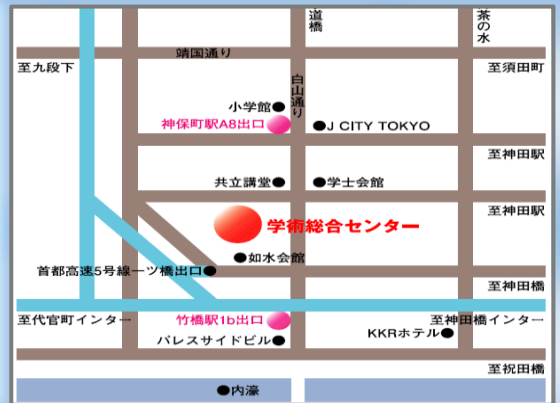 道橋
茶の水
靖国通り
至九段下
至須田町
白山通り
小学館
神保町駅A8出口
J CITY TOKYO
至神田駅
共立講堂
学士会館
至神田駅
学術総合センター
如水会館
首都高速5号線一ツ橋出口
至神田橋
至代官町インター
竹橋駅1b出口
至神田橋インター
KKRホテル
パレスサイドビル
至祝田橋
内濠